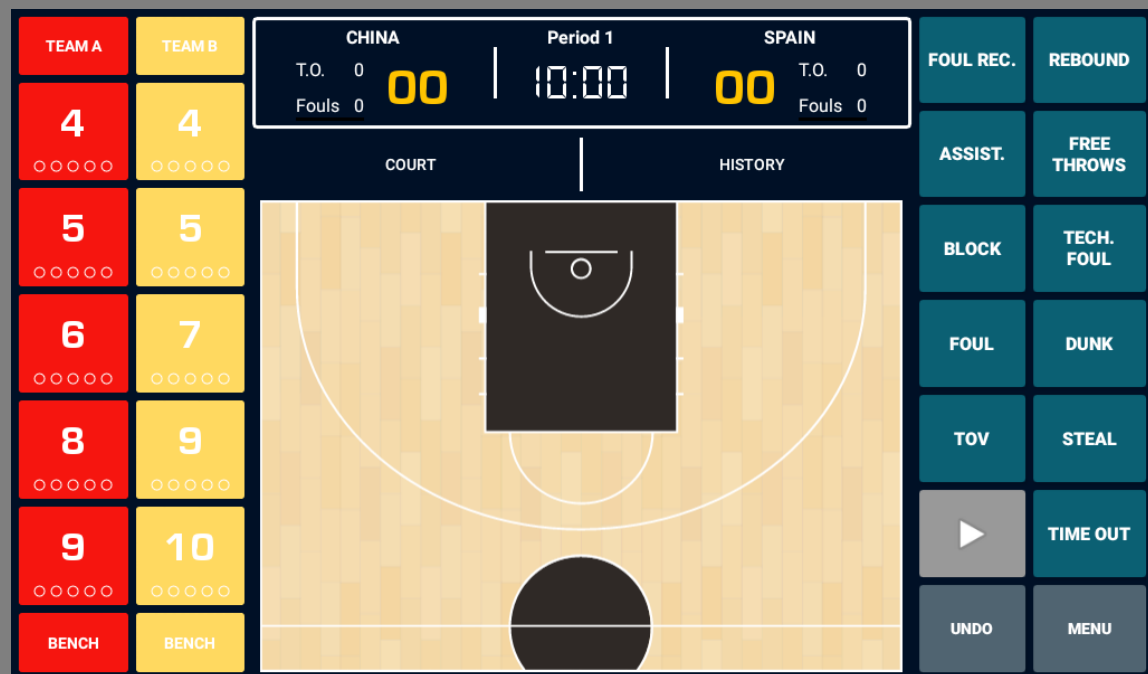 TEAM A
TEAM B
4
4
5
5
6
7
8
9
9
10
BENCH
BENCH
CHINA
Period 1
SPAIN
T.O. 0
00
10:00
00
T.O. 0
Fouls 0
Fouls 0
COURT
HISTORY
FOUL REC.
REBOUND
ASSIST.
FREE
THROWS
BLOCK
TECH.
FOUL
FOUL
DUNK
TOV
STEAL
TIME OUT
UNDO
MENU